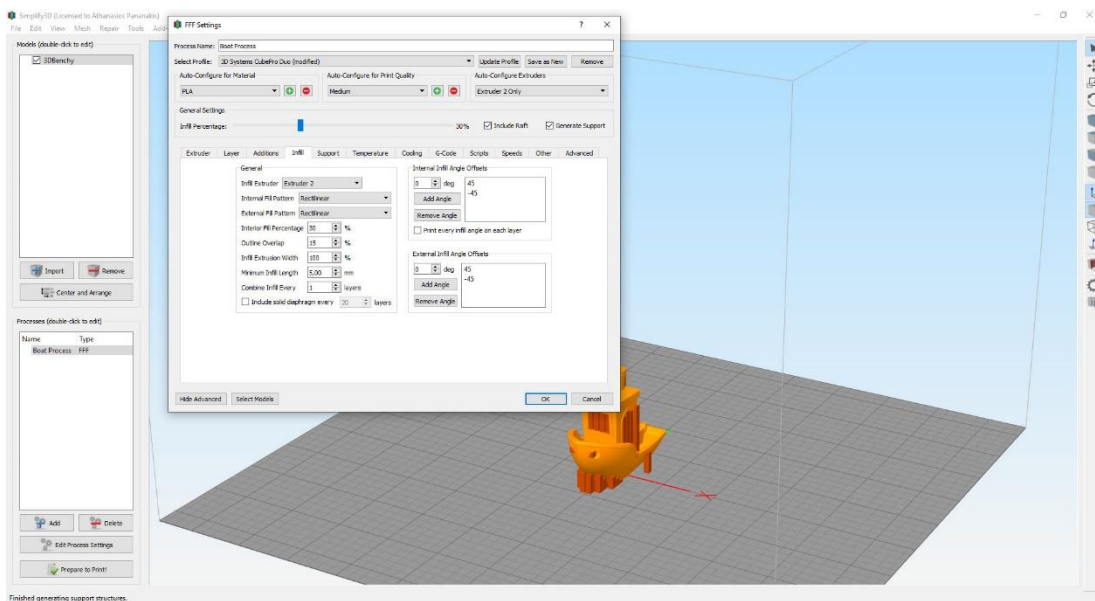 Simplify3D (Licensed to Athanasios Pananakis)
File Edit View Mesh Repair Tools Add-
Models (double-click to edit)
3DBenchy
Import Remove
Center and Arrange
Processes (double-click to edit)
Name Type
Boat Process FFF
Add Delete
Edit Process Settings
Prepare to Print!
Finished generating support structures.
FFF Settings ?
Process Name: Boat Process
Select Profile: 3D Systems CubePro Duo (modified) Update Profile Save as New Remove
Auto-Configure for Material Auto-Configure for Print Quality Auto-Configure Extruders
PLA Medium Extruder 2 Only
General Settings
Infill Percentage: 30% Include Raft Generate Support
Extruder Layer Additions Infill Support Temperature Cooling G-Code Scripts Speeds Other Advanced
General
Infill Extruder Extruder 2
Internal Fill Pattern Rectilinear
External Fill Pattern Rectilinear
Interior Fill Percentage 30 %
Outline Overlap 15 %
Infill Extrusion Width 100 %
Minimum Infill Length 5.00 mm
Combine Infill Every 1 layers
Include solid diaphragm every 20 layers
Internal Infill Angle Offsets
0 deg 45
-45
Add Angle
Remove Angle
Print every infill angle on each layer
External Infill Angle Offsets
0 deg 45
-45
Add Angle
Remove Angle
Hide Advanced Select Models OK Cancel